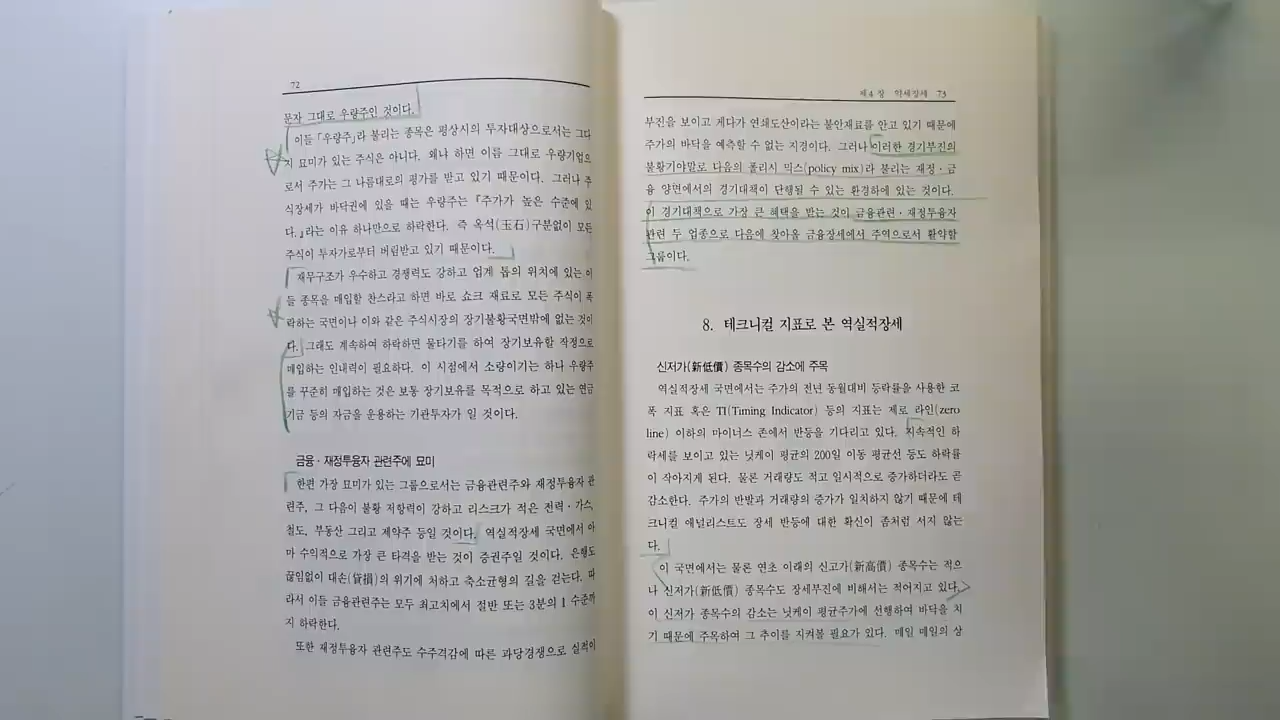 72
문자 그대로 우량주인 것이다.
이들 「우량주」라 불리는 종목은 평상시의 투자대상으로서는 그다
지 묘미가 있는 주식은 아니다. 왜냐 하면 이름 그대로 우량기업으
로서 주가는 그 나름대로의 평가를 받고 있기 때문이다. 그러나 주
식장세가 바닥권에 있을 때는 우량주는 『주가가 높은 수준에 있
다.』라는 이유 하나만으로 하락한다. 즉 옥석(玉石)구분없이 모든
주식이 투자가로부터 버림받고 있기 때문이다.
재무구조가 우수하고 경쟁력도 강하고 업계 톱의 위치에 있는 이
들 종목을 매입할 찬스라고 하면 바로 쇼크 재료로 모든 주식이 폭
락하는 국면이나 이와 같은 주식시장의 장기불황국면밖에 없는 것이
다. 그래도 계속하여 하락하면 물타기를 하여 장기보유할 작정으로
매입하는 인내력이 필요하다. 이 시점에서 소량이기는 하나 우량주
를 꾸준히 매입하는 것은 보통 장기보유를 목적으로 하고 있는 연금
기금 등의 자금을 운용하는 기관투자가 일 것이다.
금융·재정투융자 관련주에 묘미
한편 가장 묘미가 있는 그룹으로서는 금융관련주와 재정투융자 관
련주, 그 다음이 불황 저항력이 강하고 리스크가 적은 전력·가스,
철도, 부동산 그리고 제약주 등일 것이다. 역실적장세 국면에서 아
마 수익적으로 가장 큰 타격을 받는 것이 증권주일 것이다. 은행도
끊임없이 대손(貸損)의 위기에 처하고 축소균형의 길을 걷는다. 따
라서 이들 금융관련주는 모두 최고치에서 절반 또는 3분의 1 수준까
지 하락한다.
또한 재정투융자 관련주도 수주격감에 따른 과당경쟁으로 실적이
제4장 약세장세 73
부진을 보이고 게다가 연쇄도산이라는 불안재료를 안고 있기 때문에
주가의 바닥을 예측할 수 없는 지경이다. 그러나 이러한 경기부진의
불황기야말로 다음의 폴리시 믹스(policy mix)라 불리는 재정·금
융 양면에서의 경기대책이 단행될 수 있는 환경하에 있는 것이다.
이 경기대책으로 가장 큰 혜택을 받는 것이 금융관련·재정투융자
관련 두 업종으로 다음에 찾아올 금융장세에서 주역으로서 활약할
그룹이다.
8. 테크니컬 지표로 본 역실적장세
신저가(新低價) 종목수의 감소에 주목
역실적장세 국면에서는 주가의 전년 동월대비 등락률을 사용한 코
폭 지표 혹은 TI(Timing Indicator) 등의 지표는 제로 라인(zero
line) 이하의 마이너스 존에서 반등을 기다리고 있다. 지속적인 하
락세를 보이고 있는 닛케이 평균의 200일 이동 평균선 등도 하락률
이 작아지게 된다. 물론 거래량도 적고 일시적으로 증가하더라도 곧
감소한다. 주가의 반발과 거래량의 증가가 일치하지 않기 때문에 테
크니컬 애널리스트도 장세 반등에 대한 확신이 좀처럼 서지 않는
다.
이 국면에서는 물론 연초 이래의 신고가(新高價) 종목수는 적으
나 신저가(新低價) 종목수도 장세부진에 비해서는 적어지고 있다.
이 신저가 종목수의 감소는 닛케이 평균주가에 선행하여 바닥을 치
기 때문에 주목하여 그 추이를 지켜볼 필요가 있다. 매일 매일의 상